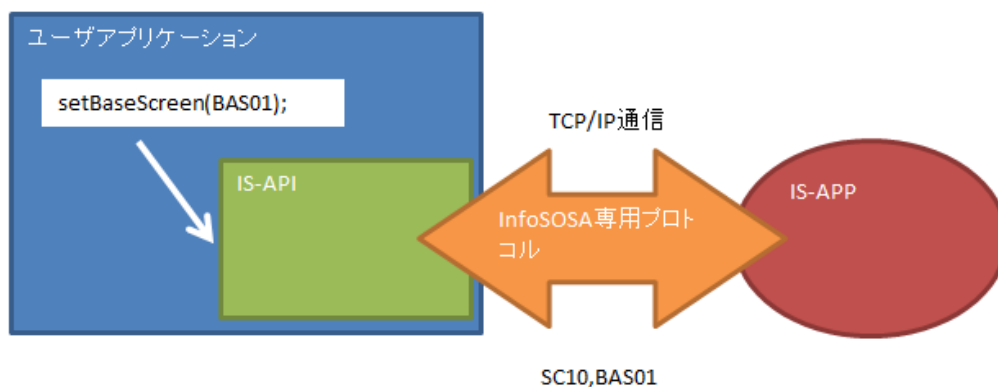 ユーザアプリケーション
setBaseScreen(BAS01);
TCP/IP通信
IS-API
IS-APP
InfoSOSA専用プロト
コル
SC10,BAS01